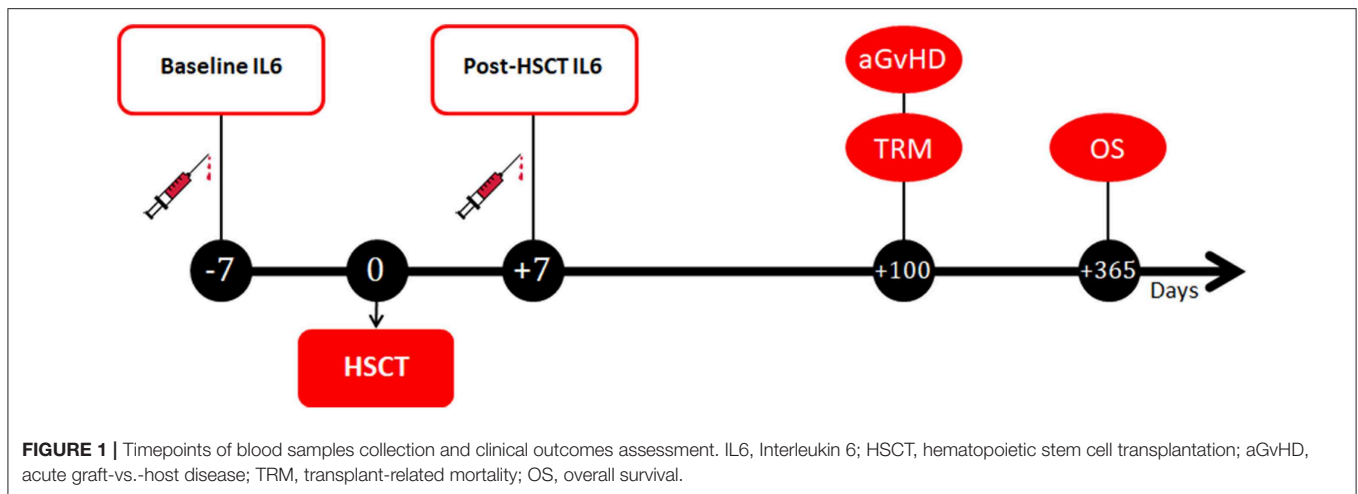 Baseline IL6
Post-HSCT IL6
aGvHD
TRM
OS
-7
0
+7
+100
+365
Days
HSCT
FIGURE 1 | Timepoints of blood samples collection and clinical outcomes assessment. IL6, Interleukin 6; HSCT, hematopoietic stem cell transplantation; aGvHD,
acute graft-vs.-host disease; TRM, transplant-related mortality; OS, overall survival.